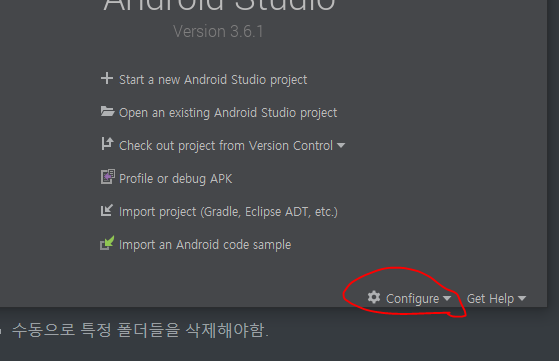 Android Studio
Version 3.6.1
Start a new Android Studio project
Open an existing Android Studio project
Check out project from Version Control
Profile or debug APK
Import project (Gradle, Eclipse ADT, etc.)
Import an Android code sample
Configure Get Help
수동으로 특정 폴더들을 삭제해야함.